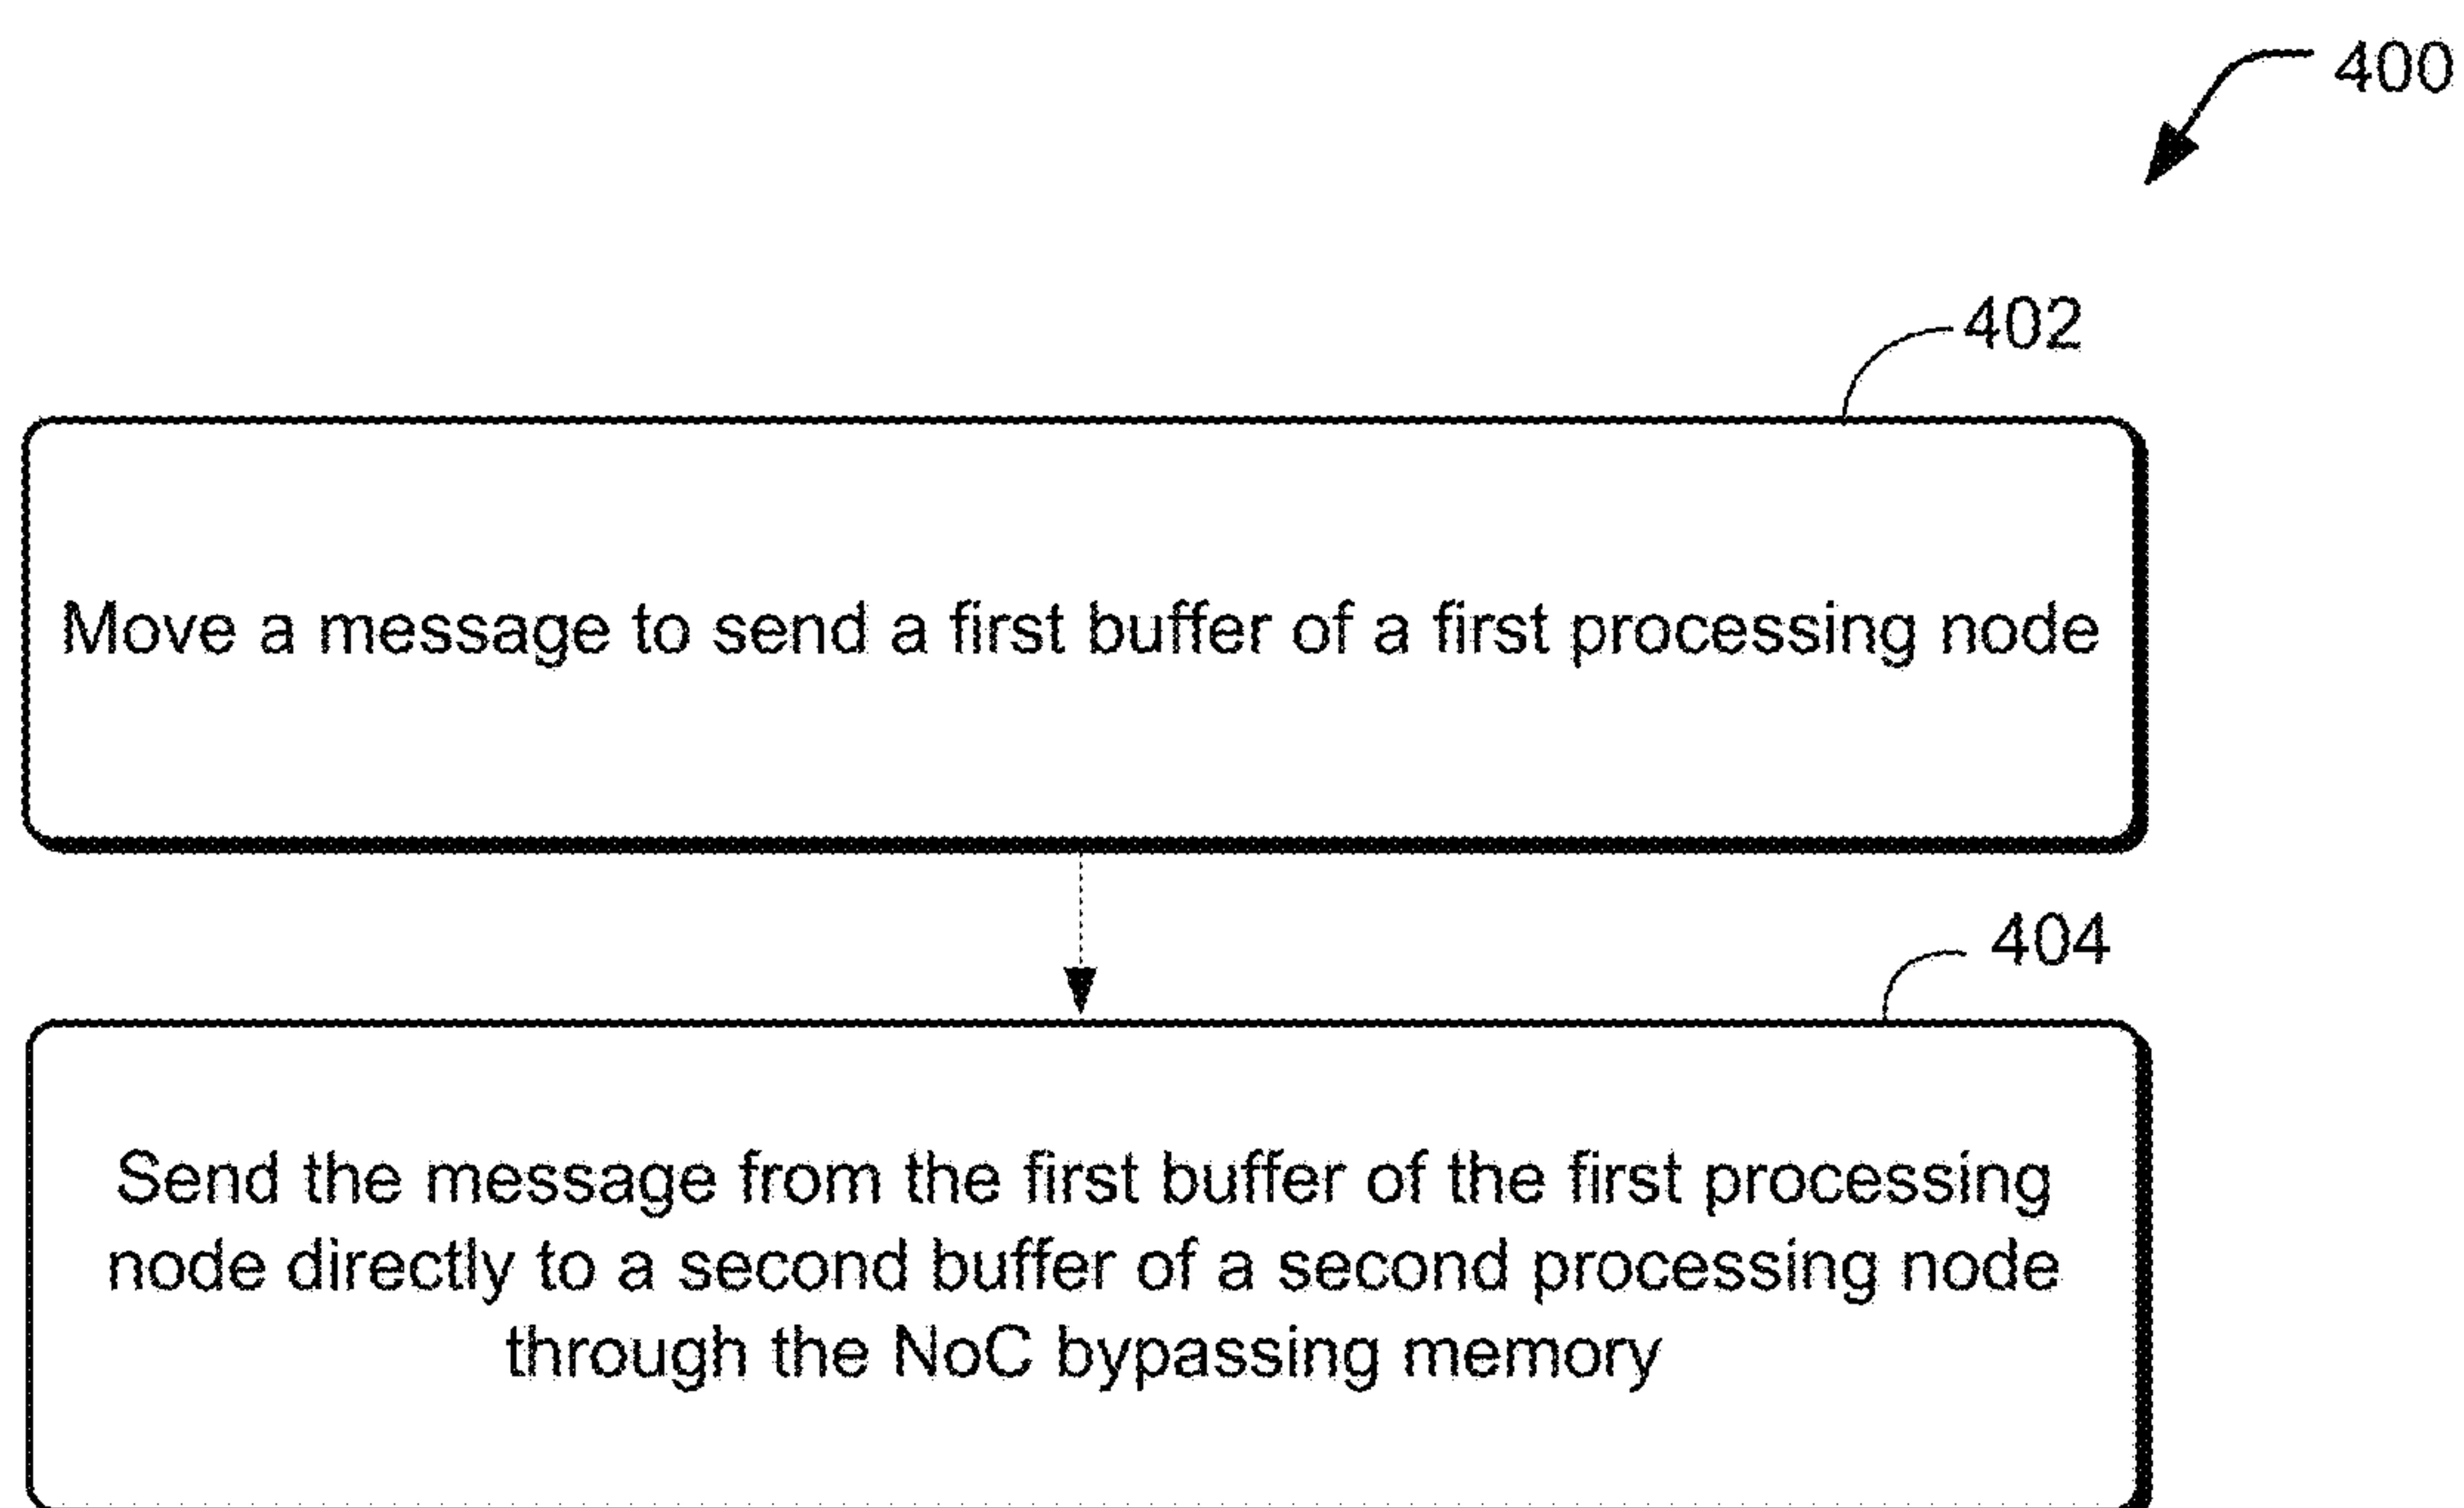 400
402
Move a message to send a first buffer of a first processing node
404
Send the message from the first buffer of the first processing
node directly to a second buffer of a second processing node
through the NoC bypassing memory